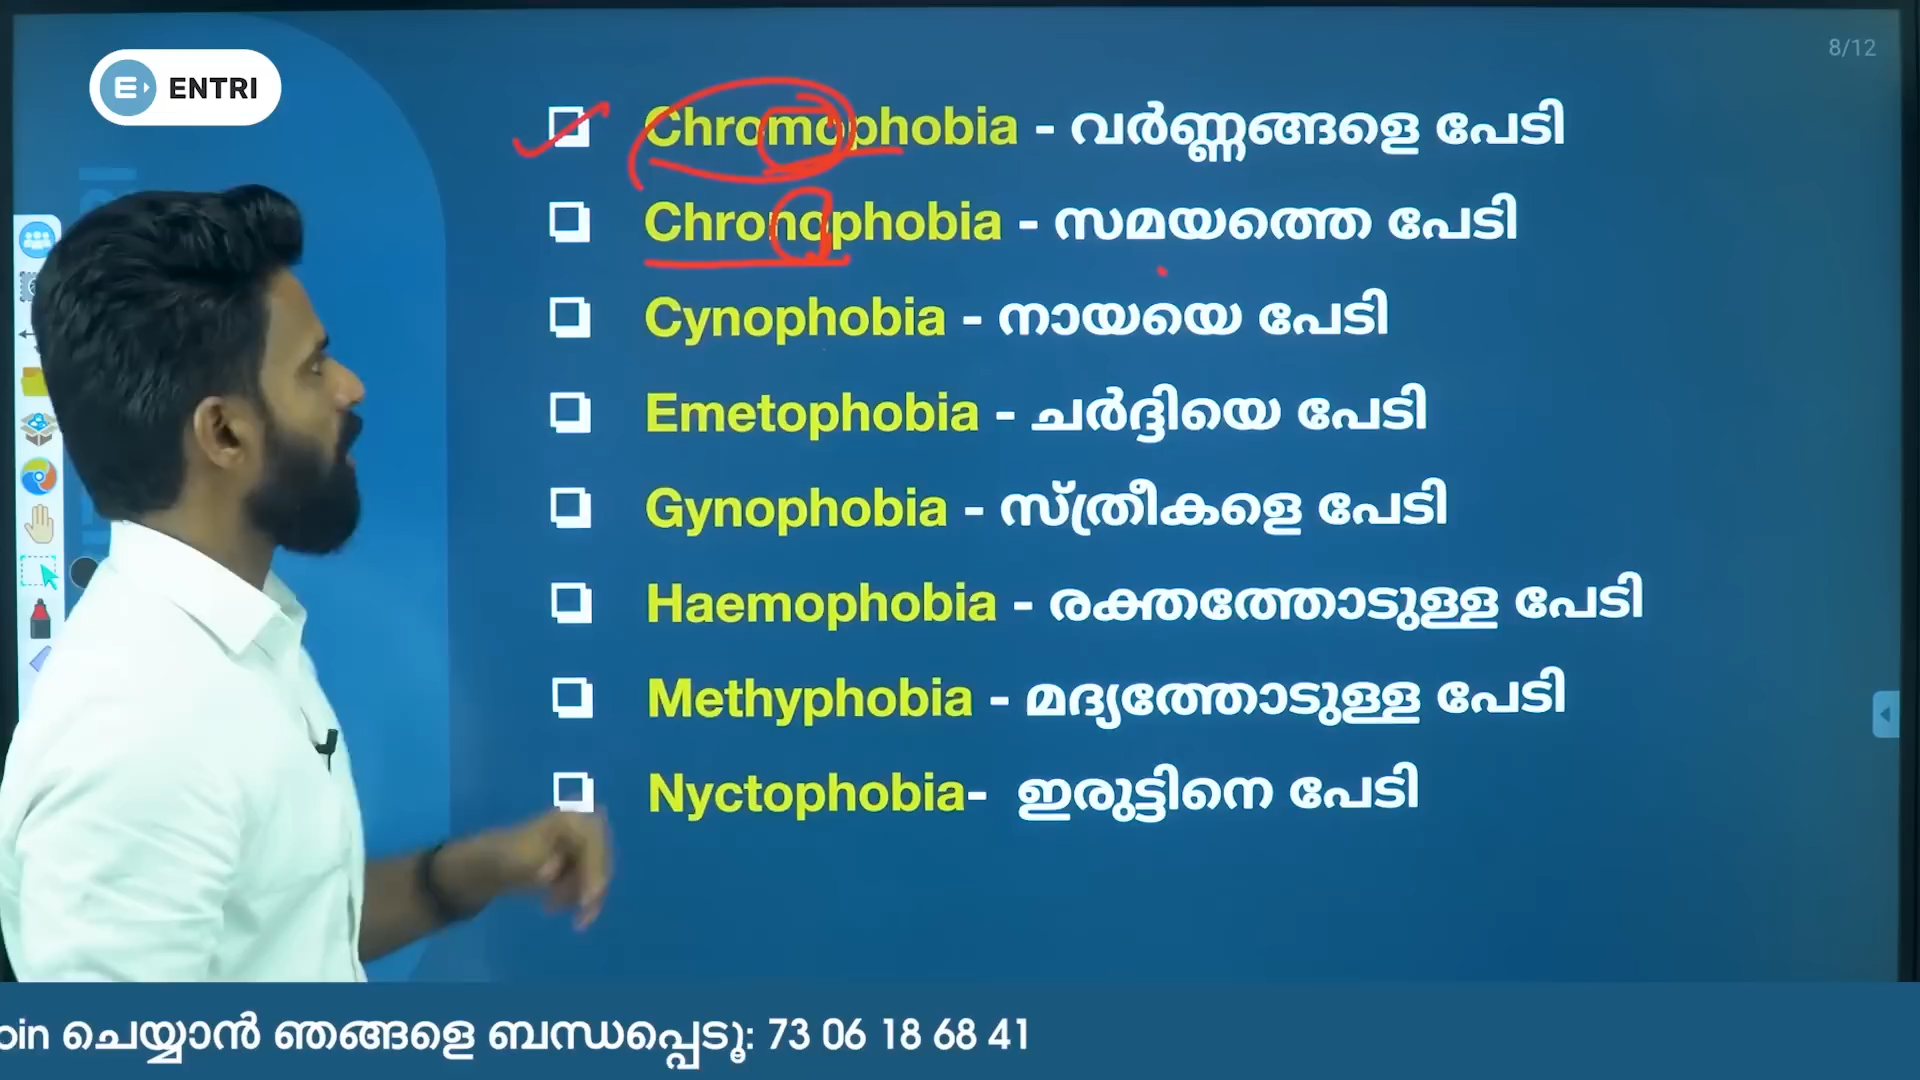 ENTRI
8/12
Chromophobia - വർണ്ണങ്ങളെ പേടി
Chronophobia - സമയത്തെ പേടി
Cynophobia - നായയെ പേടി
Emetophobia - ചർദ്ദിയെ പേടി
Gynophobia - സ്ത്രീകളെ പേടി
Haemophobia - രക്തത്തോടുള്ള പേടി
Methyphobia - മദ്യത്തോടുള്ള പേടി
Nyctophobia- ഇരുട്ടിനെ പേടി
oin ചെയ്യാൻ ഞങ്ങളെ ബന്ധപ്പെടൂ: 73 06 18 68 41